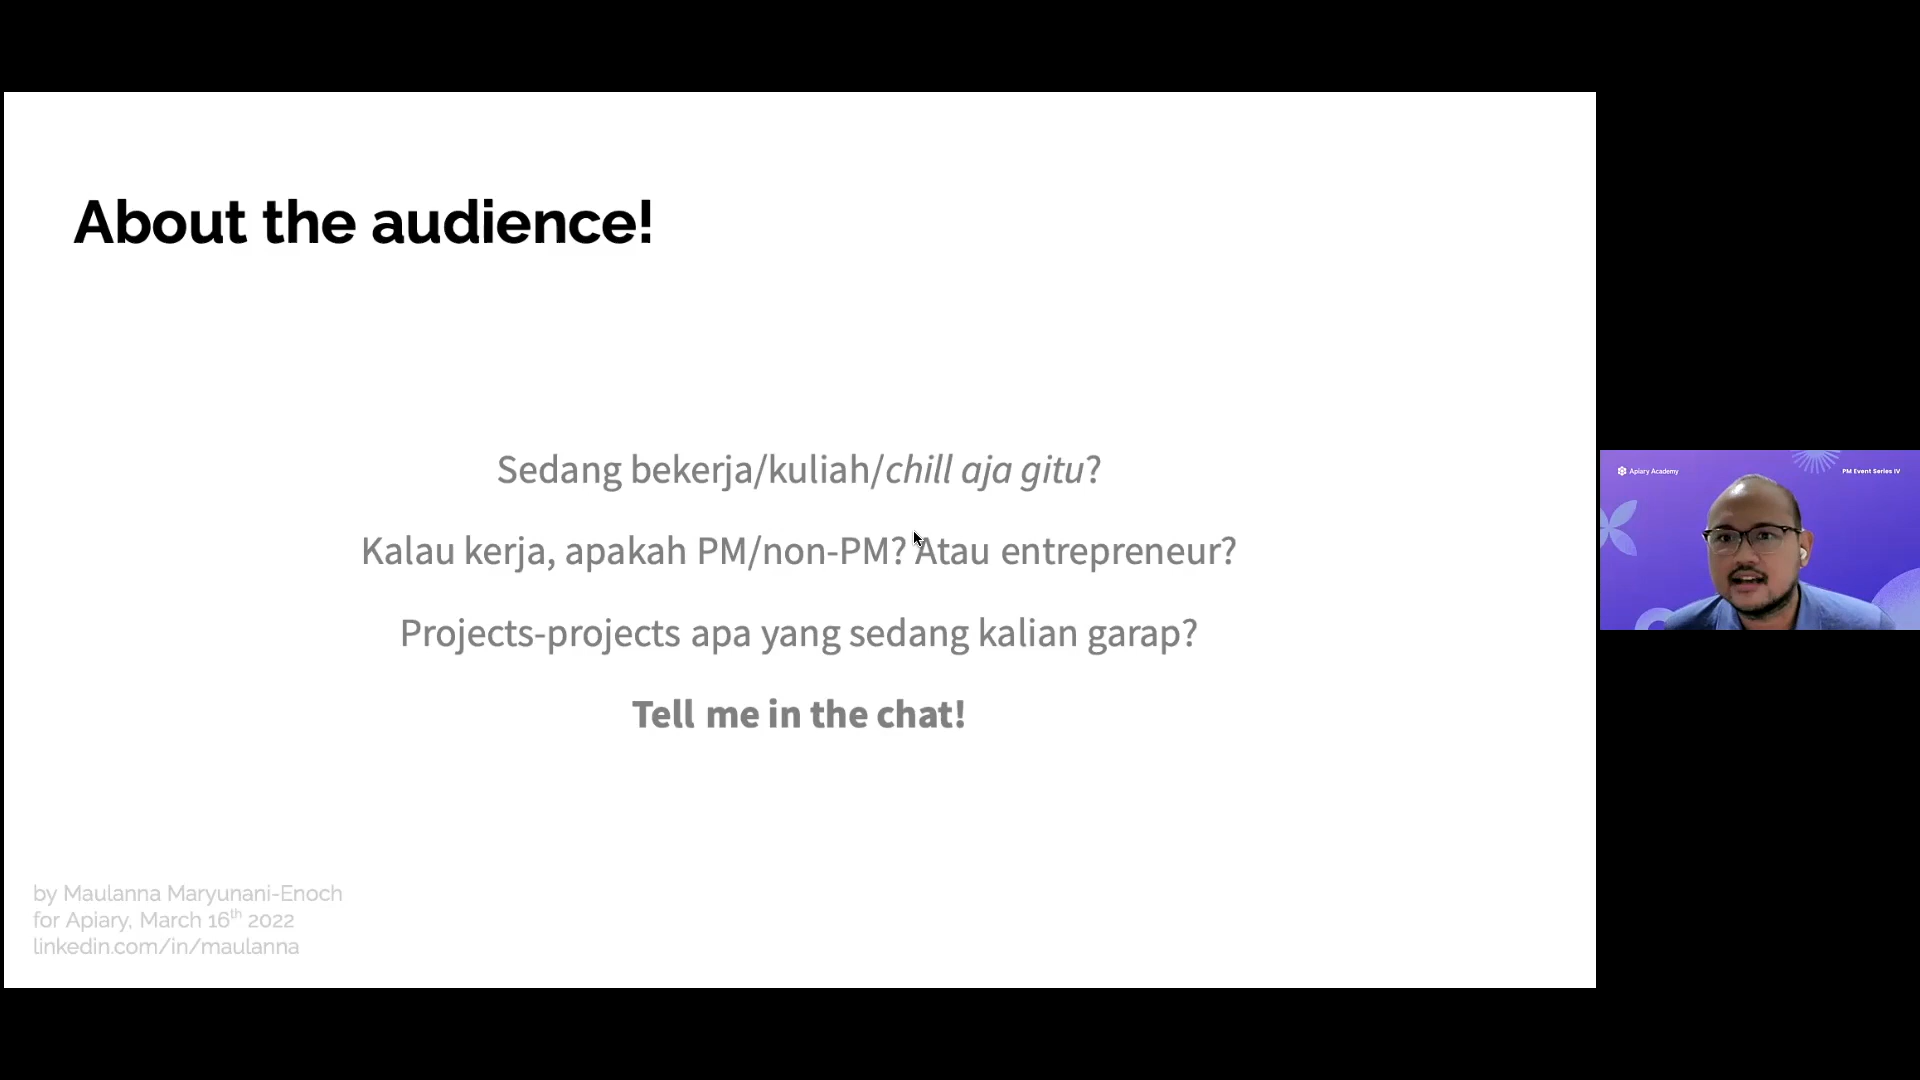 About the audience!
Sedang bekerja/kuliah/chill aja gitu?
Kalau kerja, apakah PM/non-PM? Atau entrepreneur?
Projects-projects apa yang sedang kalian garap?
Tell me in the chat!
by Maulanna Maryunani-Enoch
for Apiary, March 16th 2022
linkedin.com/in/maulanna
Apiary Academy
PM Event Series IV